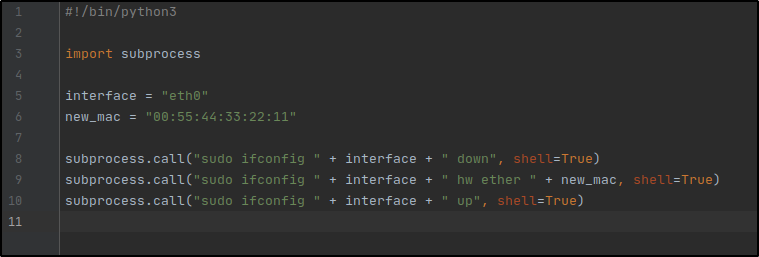 1 #!/bin/python3
2
3 import subprocess
4
5 interface = "eth0"
6 new_mac = "00:55:44:33:22:11"
7
8 subprocess.call("sudo ifconfig " + interface + " down", shell=True)
9 subprocess.call("sudo ifconfig " + interface + " hw ether " + new_mac, shell=True)
10 subprocess.call("sudo ifconfig " + interface + " up", shell=True)
11